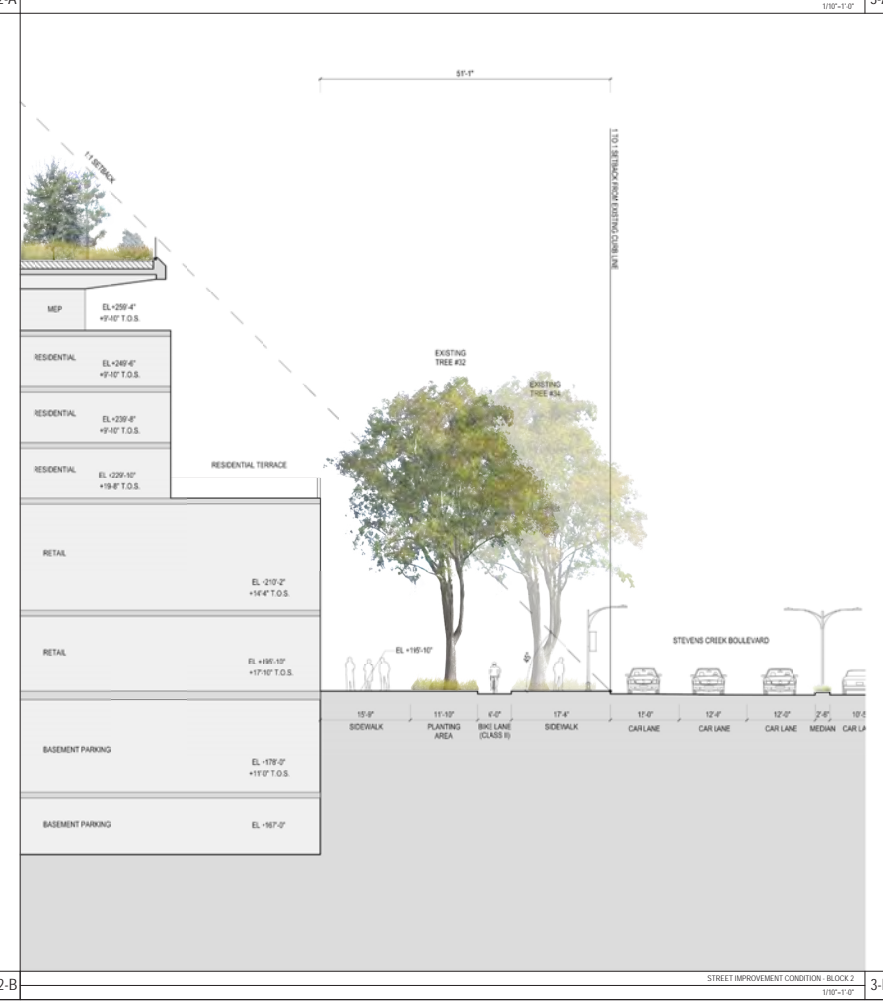 2-A
1/10"=1'-0"
51'-1"
1 TO 1 SETBACK FROM EXISTING CURB LINE
1:1 SETBACK
MEP
EL+259'-4"
+9'-10" T.O.S.
EXISTING
TREE #32
RESIDENTIAL
EL+249'-6"
+9'-10" T.O.S.
EXISTING
TREE #34
RESIDENTIAL
EL+239'-8"
+9'-10" T.O.S.
RESIDENTIAL TERRACE
RESIDENTIAL
EL +229'-10"
+19'-8" T.O.S.
RETAIL
EL +210'-2"
+14'4" T.O.S.
STEVENS CREEK BOULEVARD
RETAIL
EL +195'-10"
EL +195'-10"
+17'10" T.O.S.
15'-9"
11'-10"
17'-4"
12'-4"
12'-0"
2'-6"
SIDEWALK
PLANTING
AREA
BIKE LANE
(CLASS II)
SIDEWALK
CAR LANE
CAR LANE
CAR LANE
MEDIAN
CAR LA
BASEMENT PARKING
EL +178'-0"
+11'0" T.O.S.
BASEMENT PARKING
EL +167'-0"
2-B
STREET IMPROVEMENT CONDITION - BLOCK 2
1/10"=1'-0"